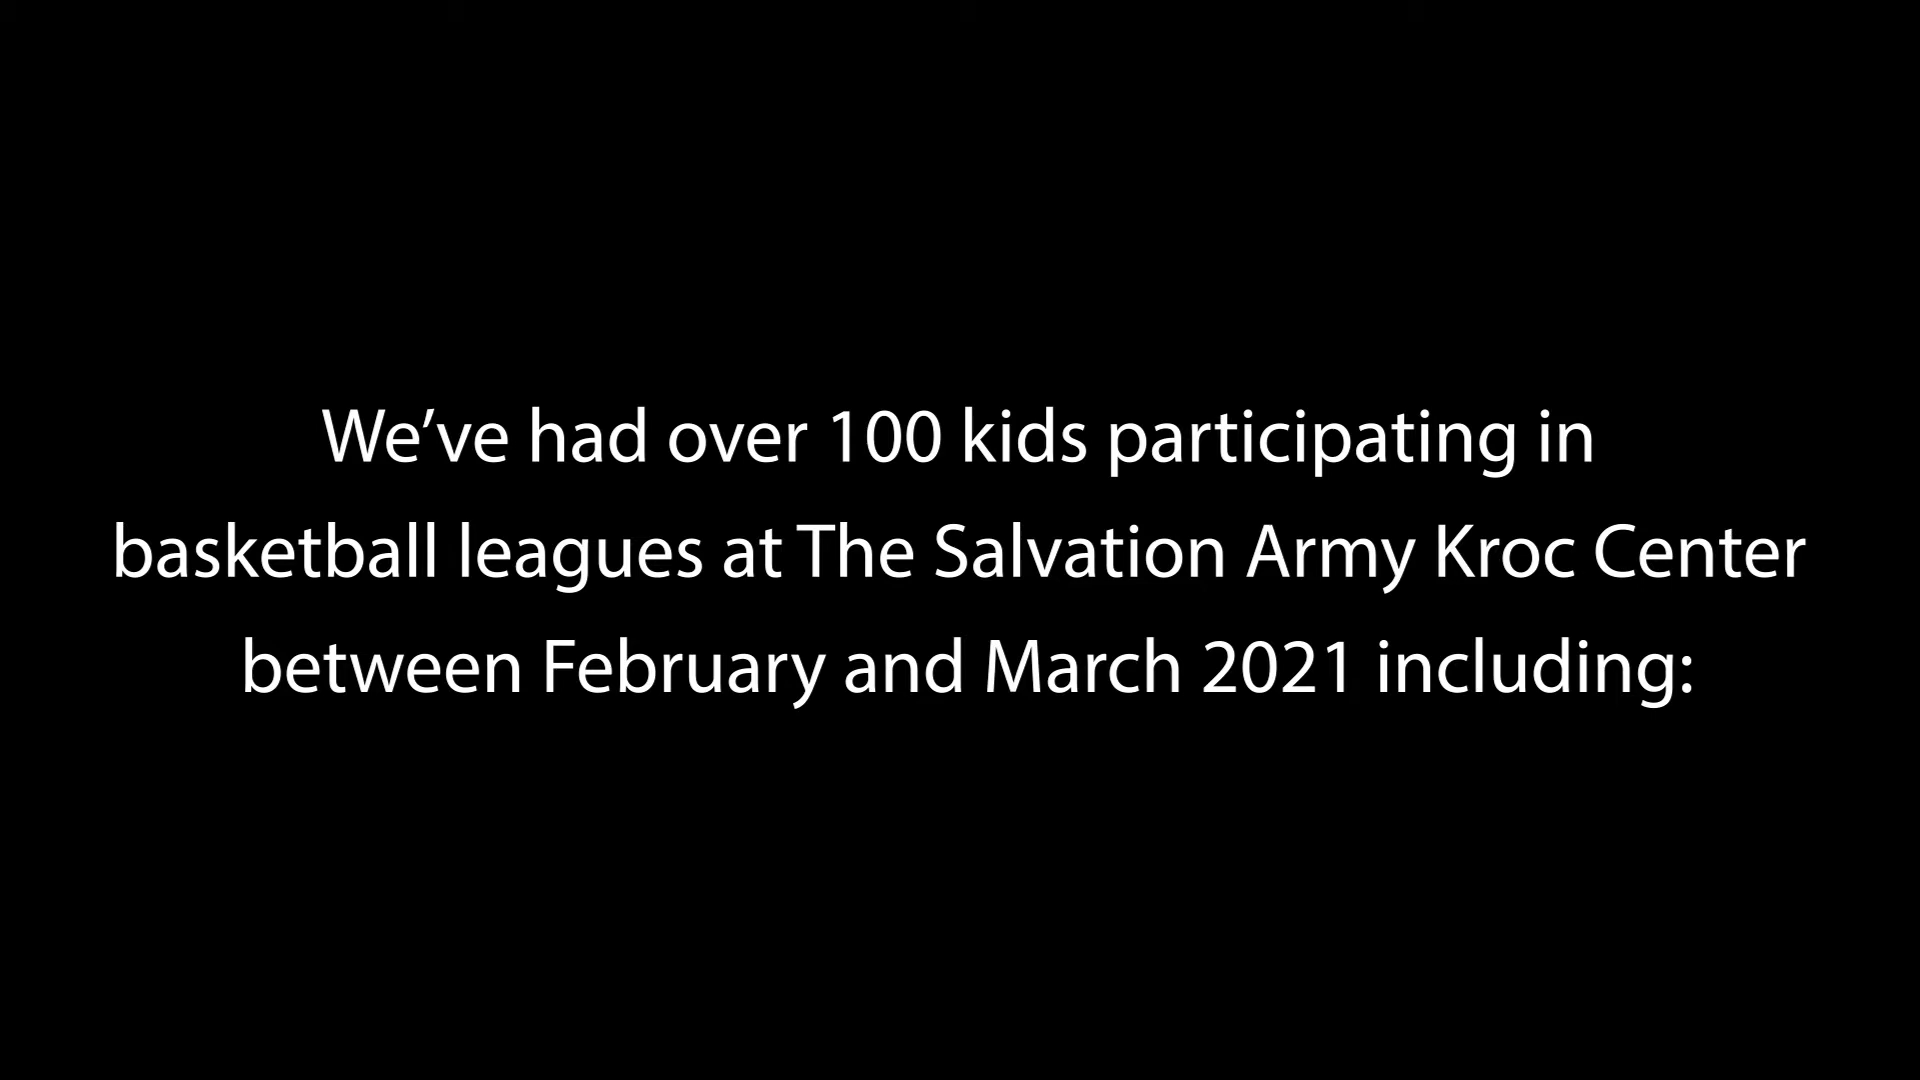 We’ve had over 100 kids participating in
basketball leagues at The Salvation Army Kroc Center
between February and March 2021 including: